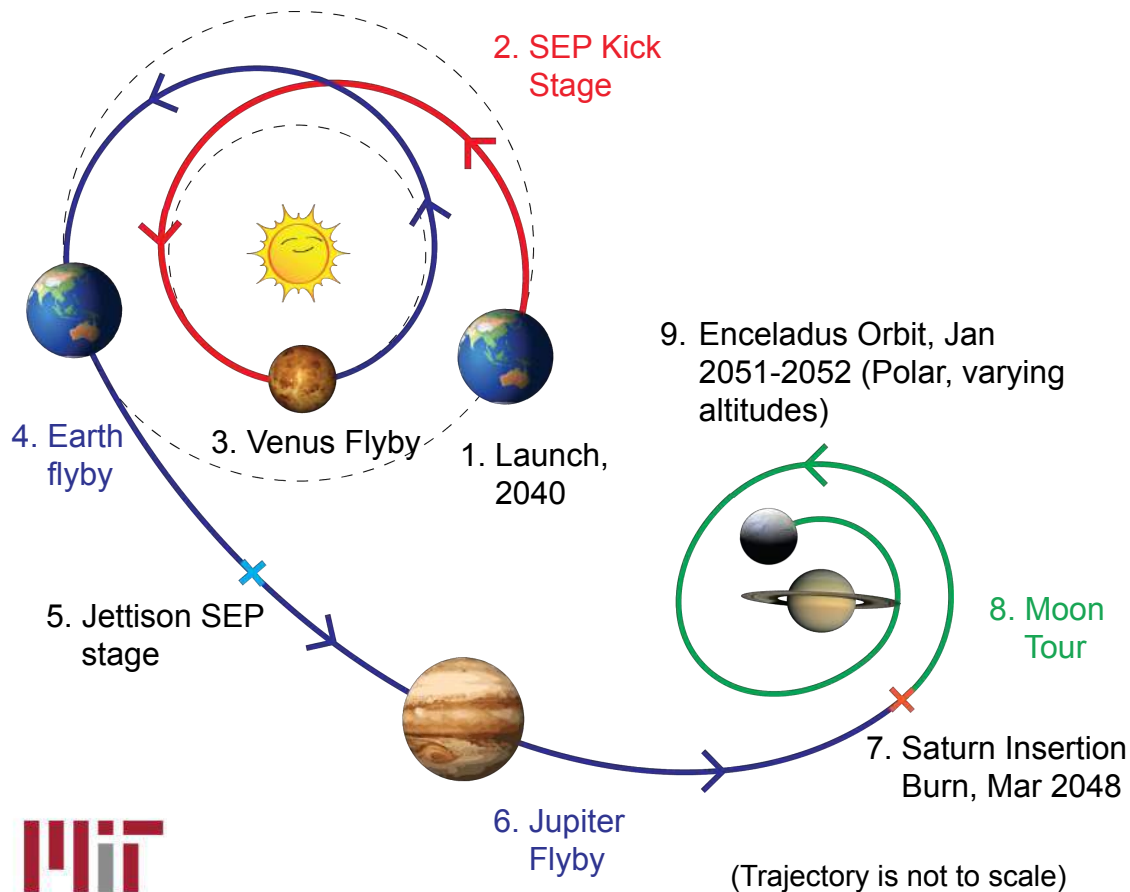 2. SEP Kick
Stage
9. Enceladus Orbit, Jan
2051-2052 (Polar, varying
altitudes)
4. Earth
flyby
3. Venus Flyby
1. Launch,
2040
5. Jettison SEP
stage
8. Moon
Tour
7. Saturn Insertion
Burn, Mar 2048
6. Jupiter
Flyby
MIT
(Trajectory is not to scale)